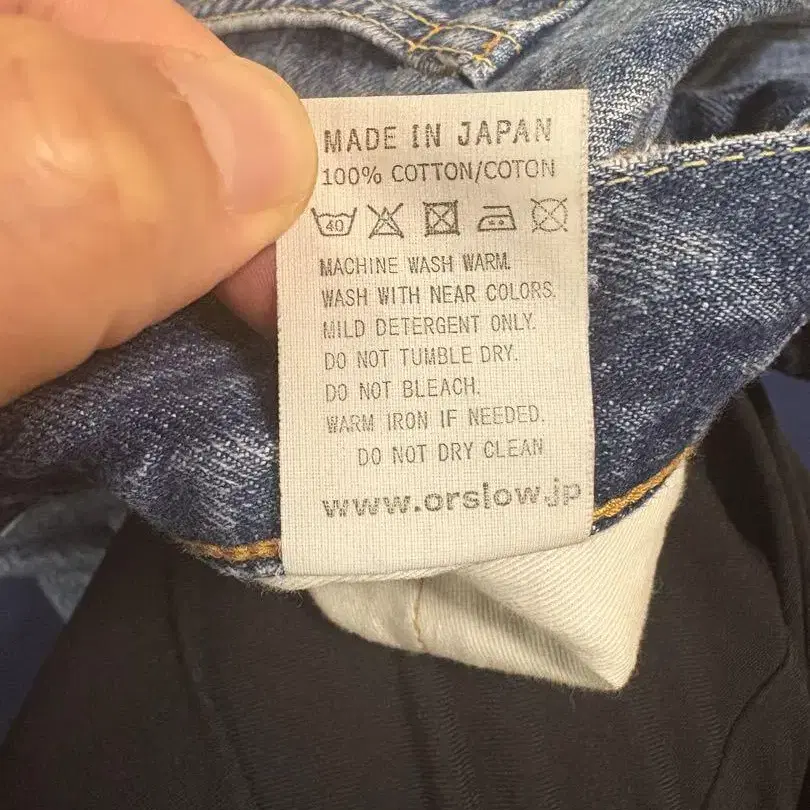 MADE IN JAPAN
100% COTTON/COTON
40
MACHINE WASH WARM.
WASH WITH NEAR COLORS.
MILD DETERGENT ONLY.
DO NOT TUMBLE DRY.
DO NOT BLEACH.
WARM IRON IF NEEDED.
DO NOT DRY CLEAN
www.orslow.jp